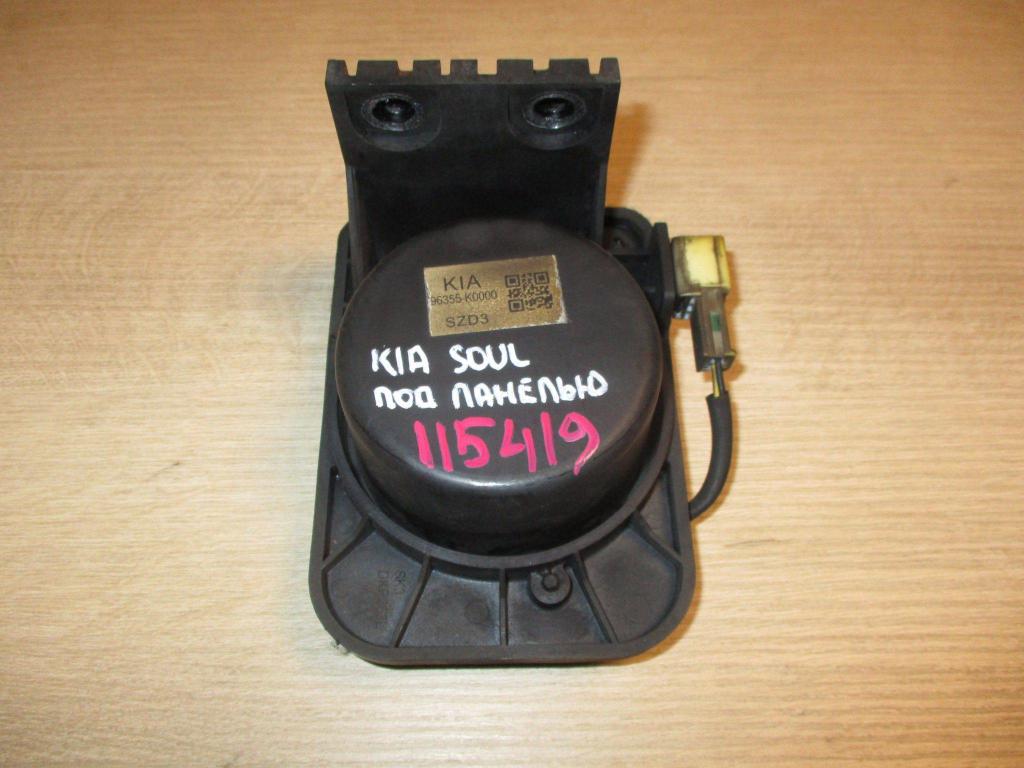 KIA
96355-K0000
SZD3
KIA SOUL
ПОД ПАНЕЛЬЮ
115419